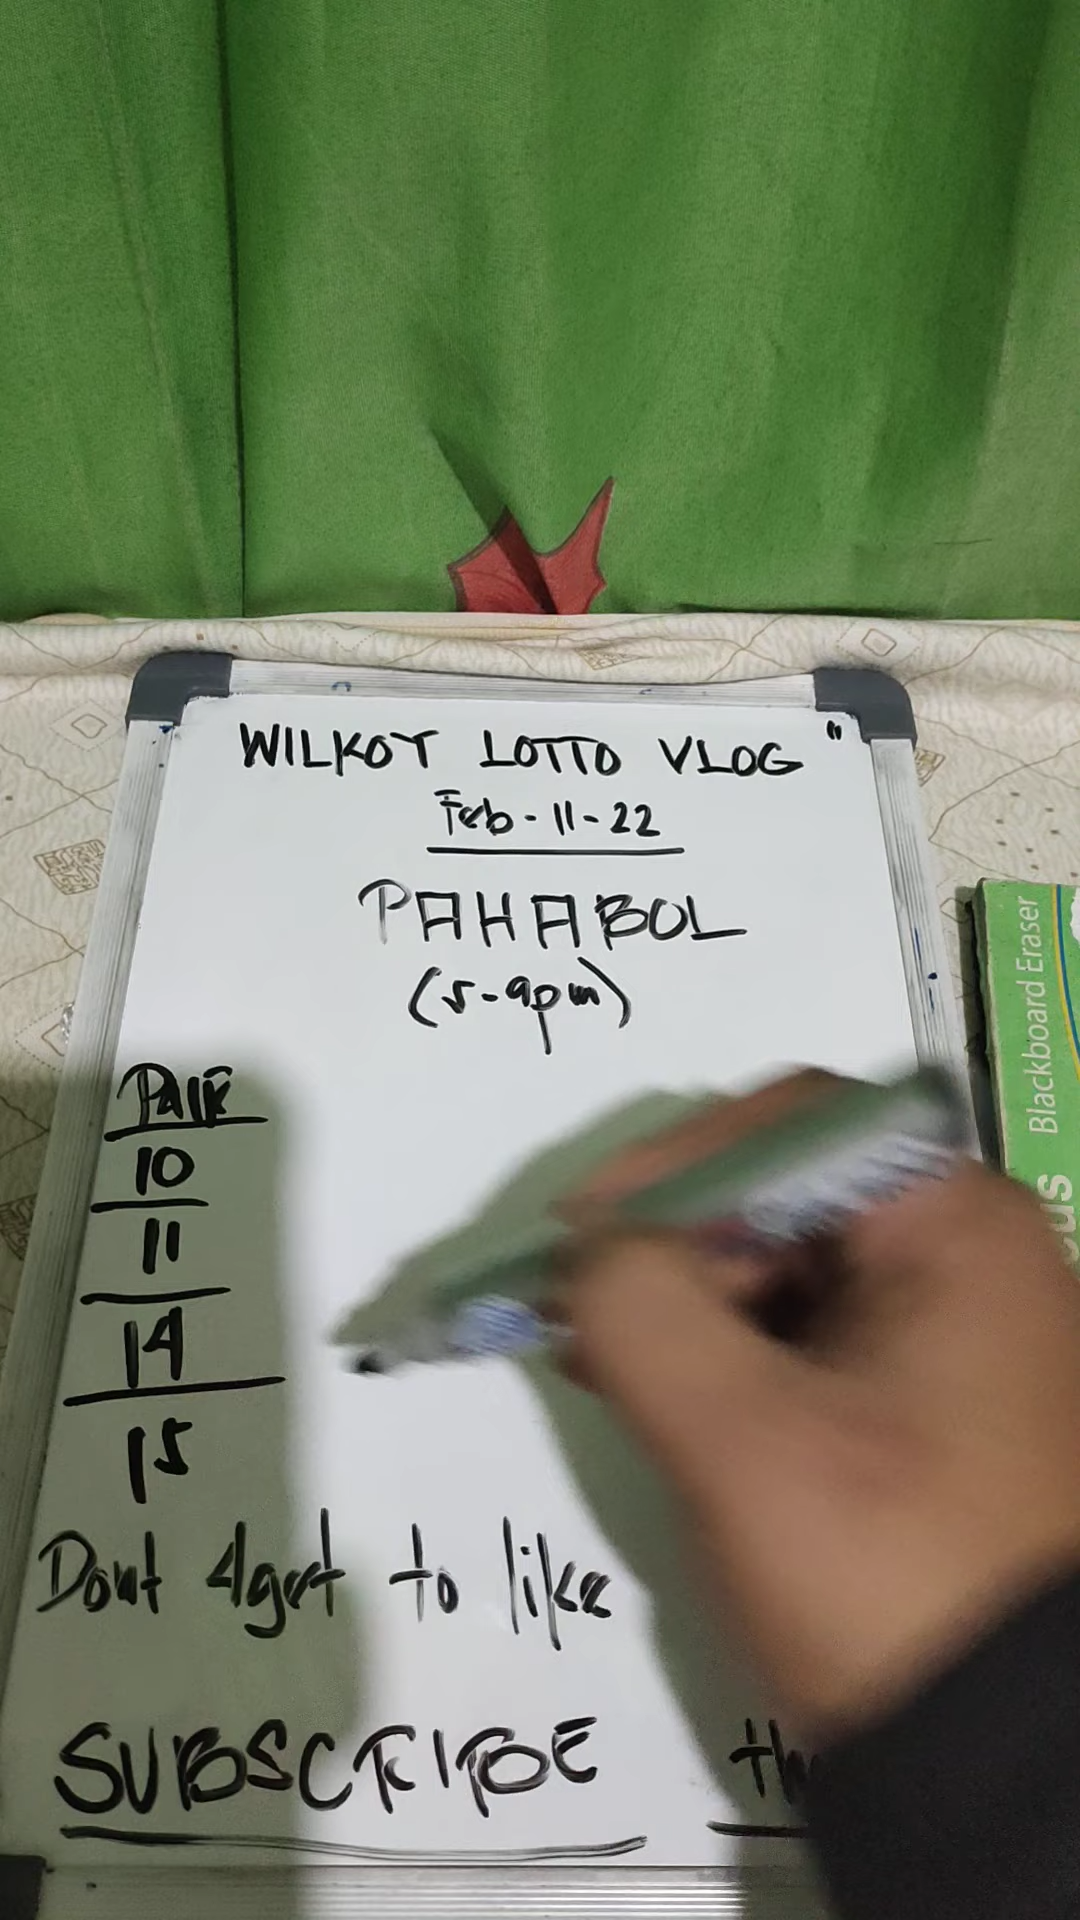 WILKOT LOTTO VLOG "
Feb-11-22
PAHABOL
(5-9pm)
PAIR
10
11
14
15
Dont 4get to like
SUBSCRIBE
Blackboard Eraser